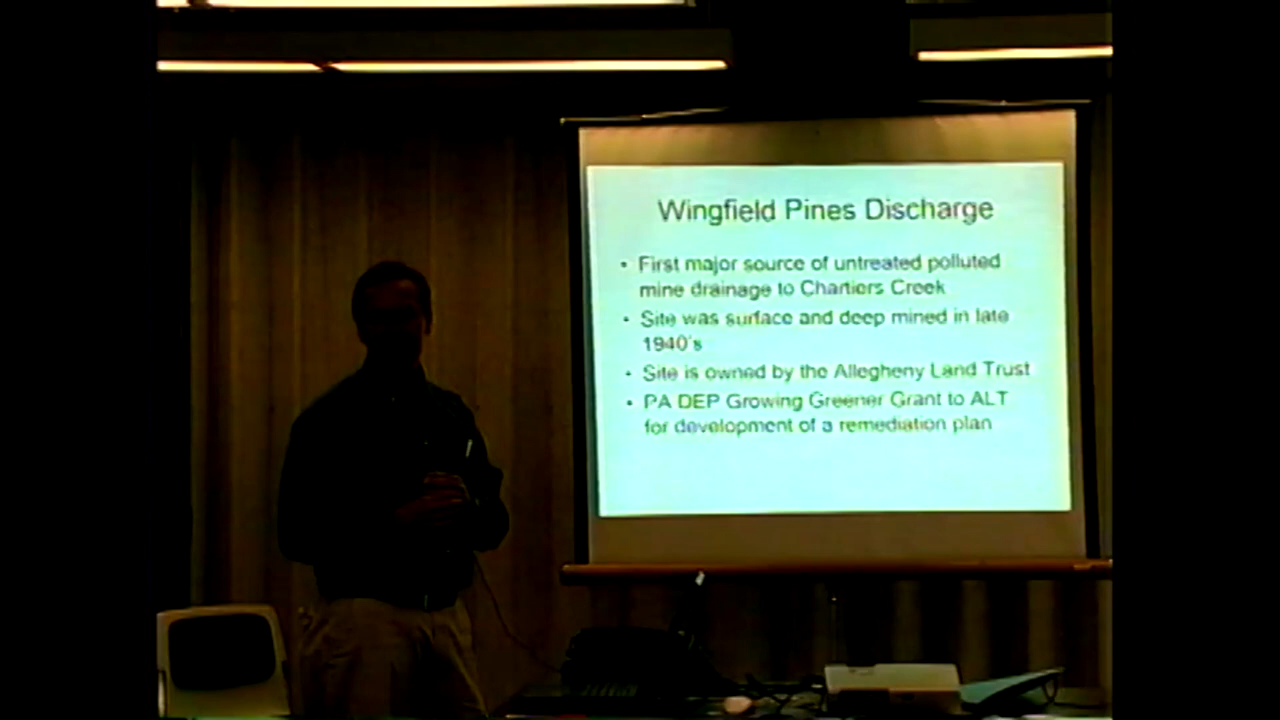 Wingfield Pines Discharge
• First major source of untreated polluted
mine drainage to Chartiers Creek
• Site was surface and deep mined in late
1940's
• Site is owned by the Allegheny Land Trust
• PA DEP Growing Greener Grant to ALT
for development of a remediation plan